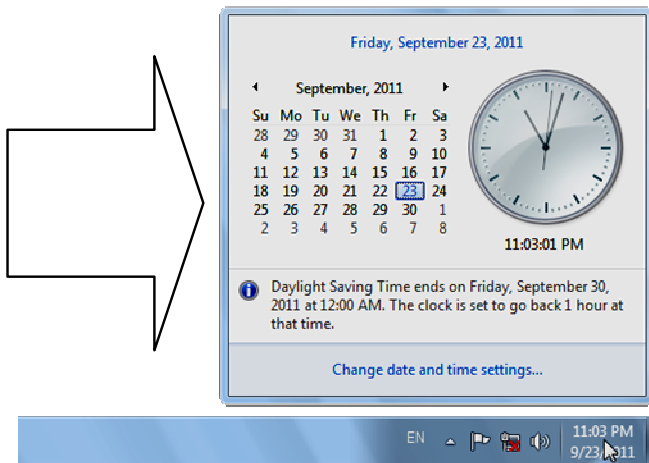 Friday, September 23, 2011
September, 2011
Su Mo Tu We Th Fr Sa
28 29 30 31 1 2 3
4 5 6 7 8 9 10
11 12 13 14 15 16 17
18 19 20 21 22 23 24
25 26 27 28 29 30 1
2 3 4 5 6 7 8
11:03:01 PM
Daylight Saving Time ends on Friday, September 30,
2011 at 12:00 AM. The clock is set to go back 1 hour at
that time.
Change date and time settings...
EN
11:03 PM